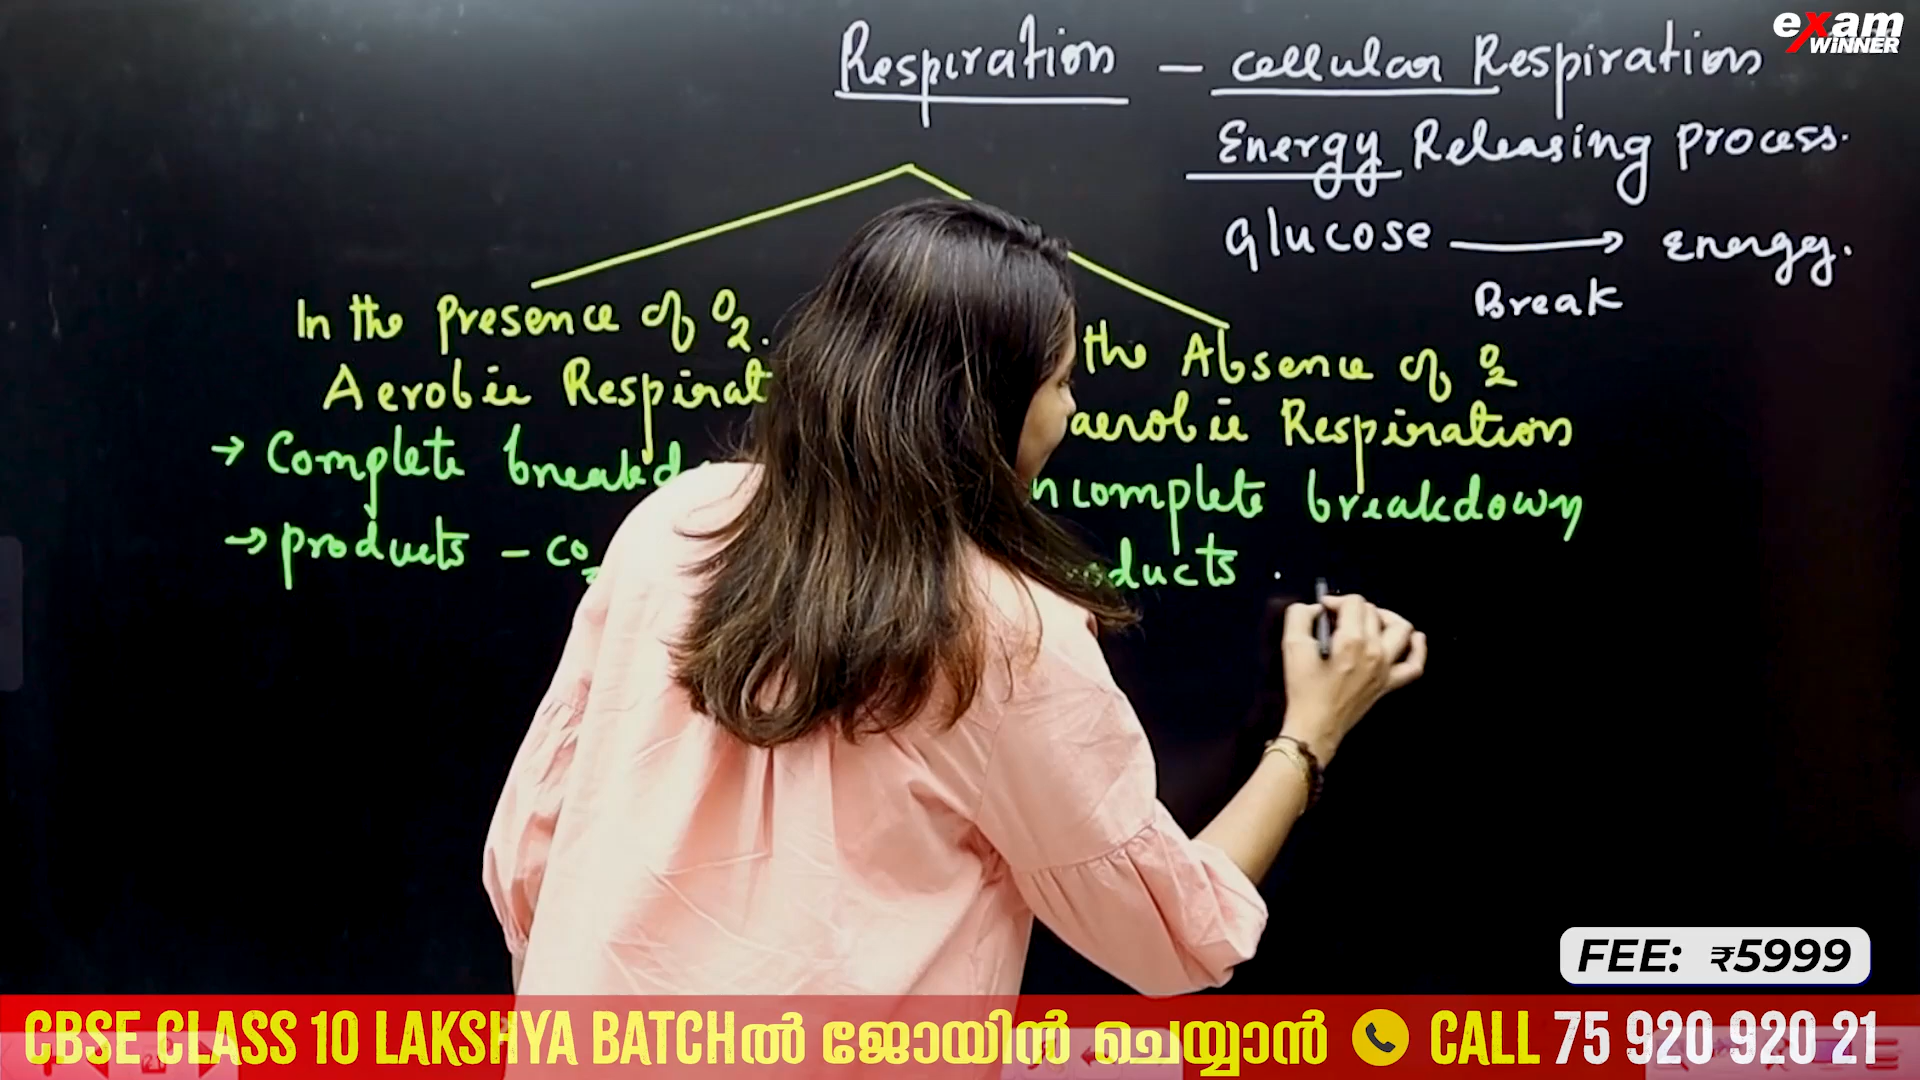 exam
WINNER
Respiration – cellular Respiration
Energy Releasing process.
Glucose → Energy.
Break
In the presence of O2.
Aerobic Respirat
→ Complete breakd
→ products – CO2
the Absence of O2
aerobic Respiration
ncomplete breakdown
oducts .
FEE: ₹5999
CBSE CLASS 10 LAKSHYA BATCHൽ ജോയിൻ ചെയ്യാൻ CALL 75 920 920 21